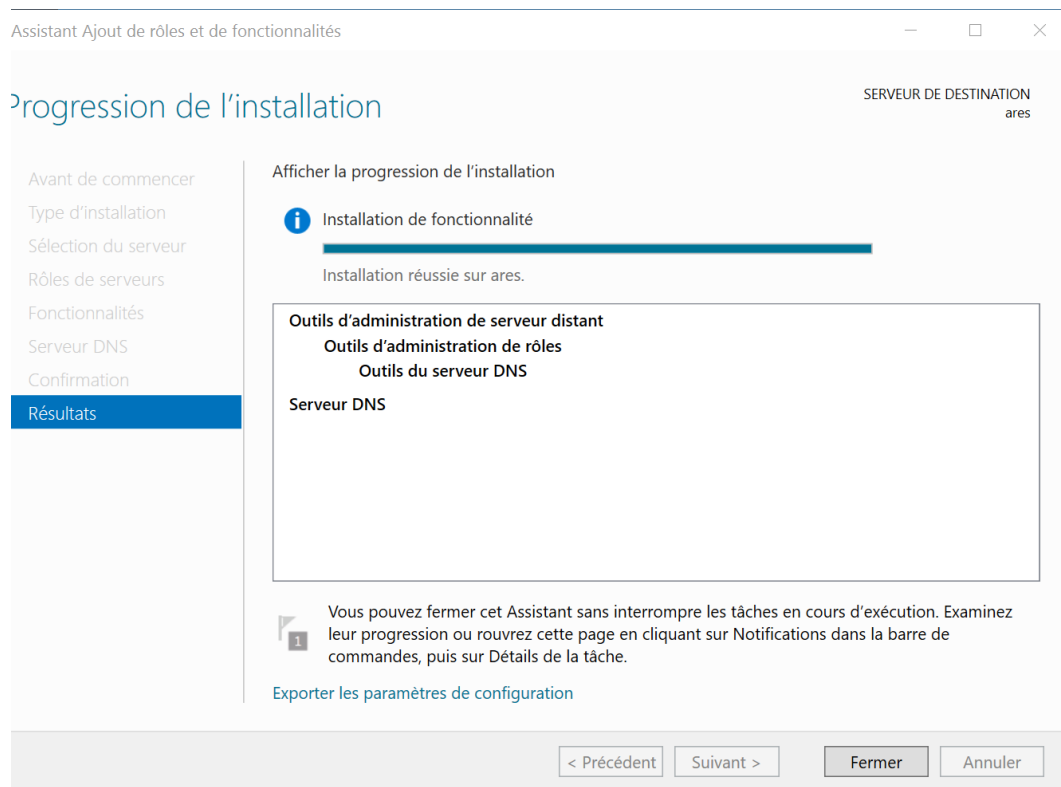 Assistant Ajout de rôles et de fonctionnalités
Progression de l'installation
SERVEUR DE DESTINATION
ares
Avant de commencer
Type d'installation
Sélection du serveur
Rôles de serveurs
Fonctionnalités
Serveur DNS
Confirmation
Résultats
Afficher la progression de l'installation
Installation de fonctionnalité
Installation réussie sur ares.
Outils d'administration de serveur distant
Outils d'administration de rôles
Outils du serveur DNS
Serveur DNS
1
Vous pouvez fermer cet Assistant sans interrompre les tâches en cours d'exécution. Examinez
leur progression ou rouvrez cette page en cliquant sur Notifications dans la barre de
commandes, puis sur Détails de la tâche.
Exporter les paramètres de configuration
< Précédent
Suivant >
Fermer
Annuler